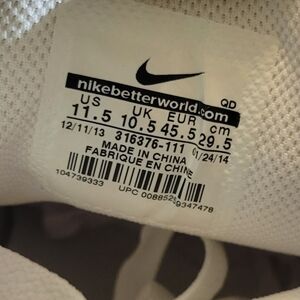 QD
nikebetterworld.com
US UK EUR cm
11.5 10.5 45.5 29.5
12/11/13 316376-111 01/24/14
MADE IN CHINA
FABRIQUE EN CHINE
104739333
UPC